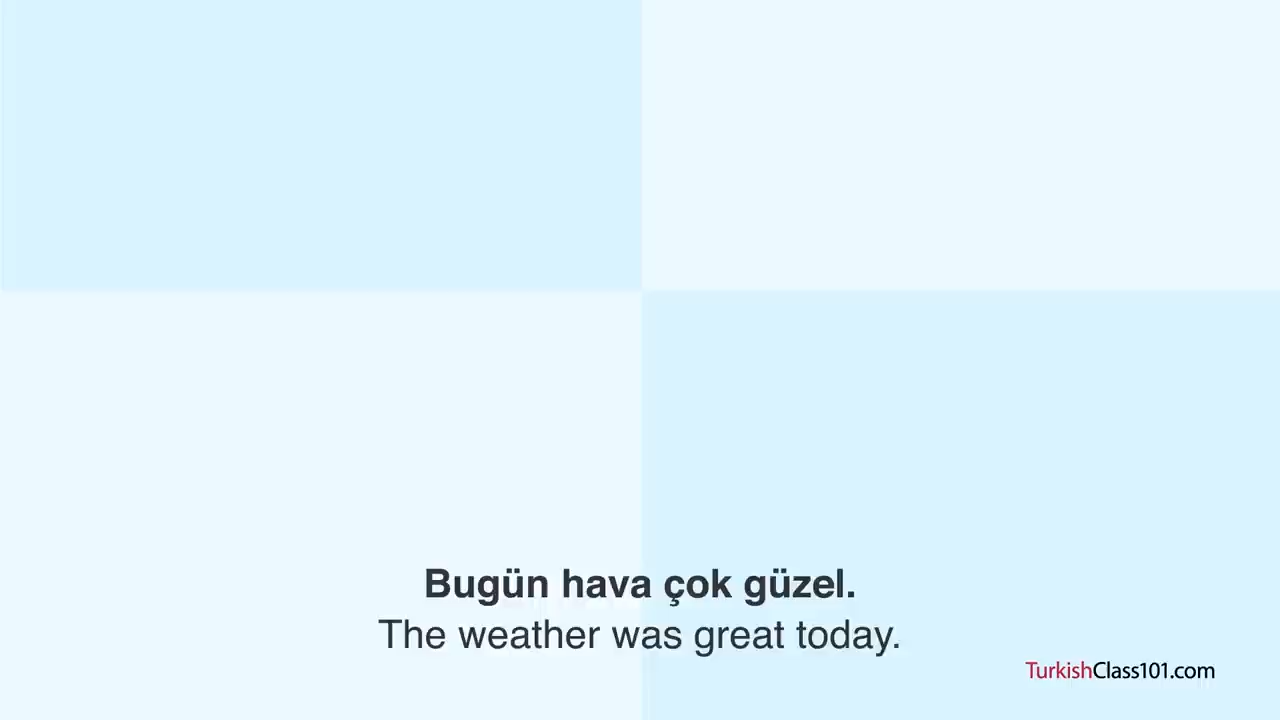 Bugün hava çok güzel.
The weather was great today.
TurkishClass101.com